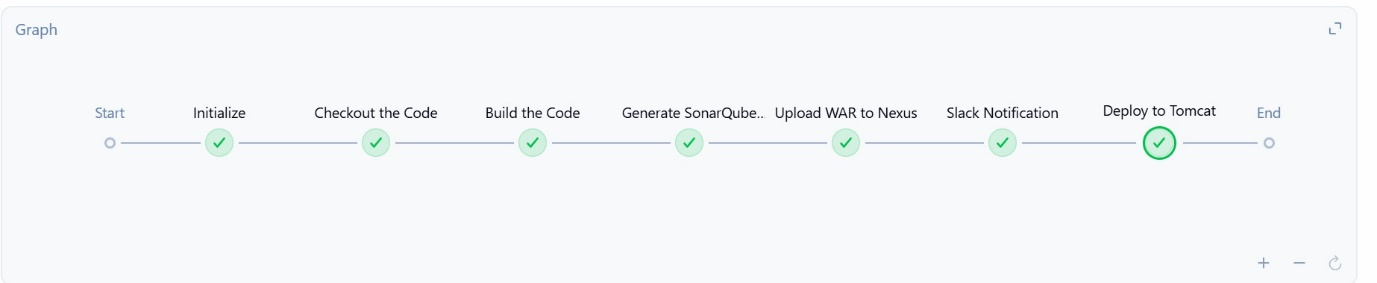 Graph
Start
Initialize
Checkout the Code
Build the Code
Generate SonarQube...
Upload WAR to Nexus
Slack Notification
Deploy to Tomcat
End